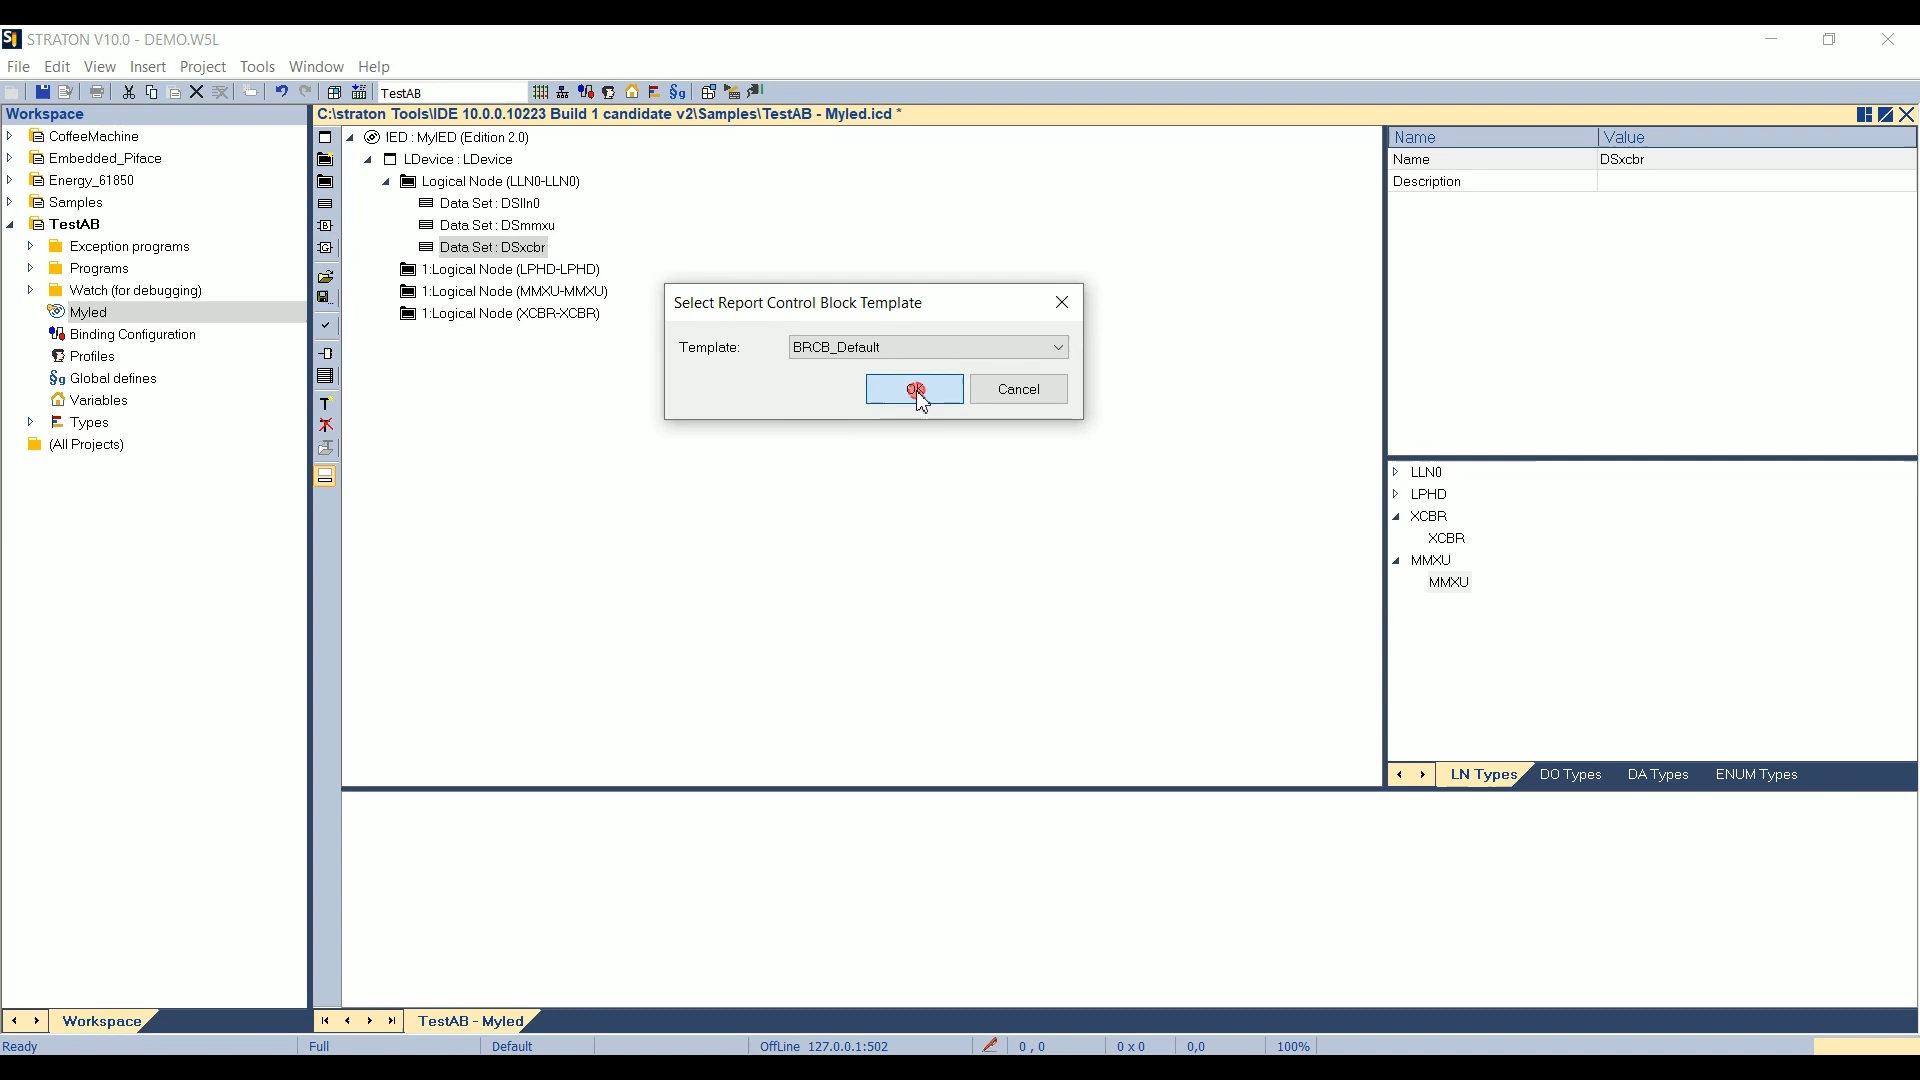 STRATON V10.0 - DEMO.W5L
File Edit View Insert Project Tools Window Help
TestAB
Workspace
CoffeeMachine
Embedded_Piface
Energy_61850
Samples
TestAB
Exception programs
Programs
Watch (for debugging)
Myled
Binding Configuration
Profiles
Global defines
Variables
Types
(All Projects)
C:\straton Tools\IDE 10.0.0.10223 Build 1 candidate v2\Samples\TestAB - Myled.icd *
IED : MyIED (Edition 2.0)
LDevice : LDevice
Logical Node (LLN0-LLN0)
Data Set : DSlln0
Data Set : DSmmxu
Data Set : DSxcbr
1:Logical Node (LPHD-LPHD)
1:Logical Node (MMXU-MMXU)
1:Logical Node (XCBR-XCBR)
Select Report Control Block Template
Template: BRCB_Default
OK Cancel
Name Value
Name DSxcbr
Description
LLN0
LPHD
XCBR
XCBR
MMXU
MMXU
LN Types DO Types DA Types ENUM Types
Workspace
TestAB - Myled
Ready Full Default OffLine 127.0.0.1:502 0 , 0 0 x 0 0,0 100%